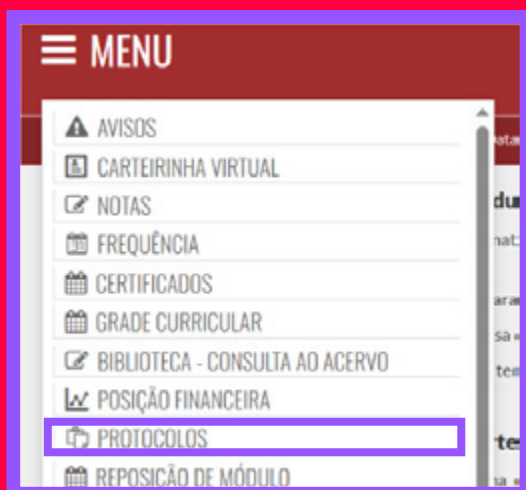 MENU
AVISOS
CARTEIRINHA VIRTUAL
NOTAS
FREQUÊNCIA
CERTIFICADOS
GRADE CURRICULAR
BIBLIOTECA - CONSULTA AO ACERVO
POSIÇÃO FINANCEIRA
PROTOCOLOS
REPOSIÇÃO DE MÓDULO